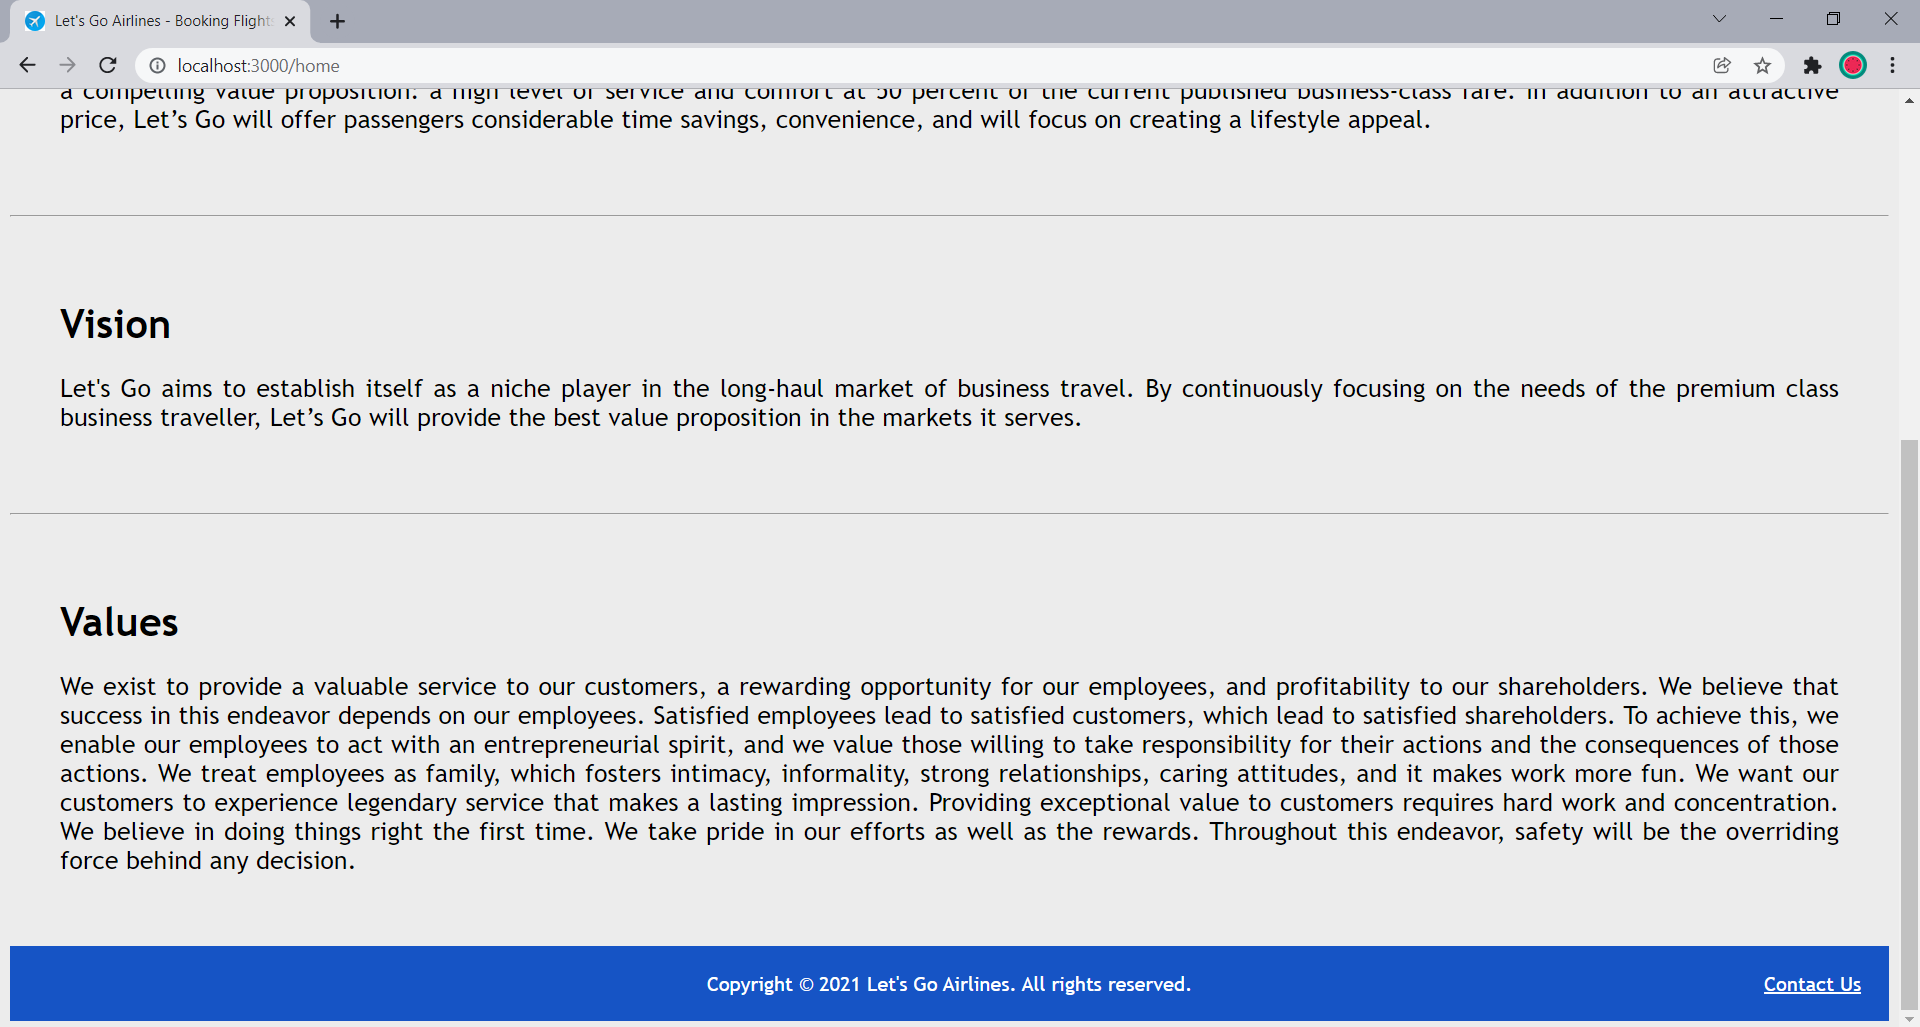 Let's Go Airlines - Booking Flights
localhost:3000/home
a compelling value proposition: a high level of service and comfort at 50 percent of the current published business-class fare. In addition to an attractive
price, Let’s Go will offer passengers considerable time savings, convenience, and will focus on creating a lifestyle appeal.
Vision
Let's Go aims to establish itself as a niche player in the long-haul market of business travel. By continuously focusing on the needs of the premium class
business traveller, Let’s Go will provide the best value proposition in the markets it serves.
Values
We exist to provide a valuable service to our customers, a rewarding opportunity for our employees, and profitability to our shareholders. We believe that
success in this endeavor depends on our employees. Satisfied employees lead to satisfied customers, which lead to satisfied shareholders. To achieve this, we
enable our employees to act with an entrepreneurial spirit, and we value those willing to take responsibility for their actions and the consequences of those
actions. We treat employees as family, which fosters intimacy, informality, strong relationships, caring attitudes, and it makes work more fun. We want our
customers to experience legendary service that makes a lasting impression. Providing exceptional value to customers requires hard work and concentration.
We believe in doing things right the first time. We take pride in our efforts as well as the rewards. Throughout this endeavor, safety will be the overriding
force behind any decision.
Copyright © 2021 Let's Go Airlines. All rights reserved.
Contact Us